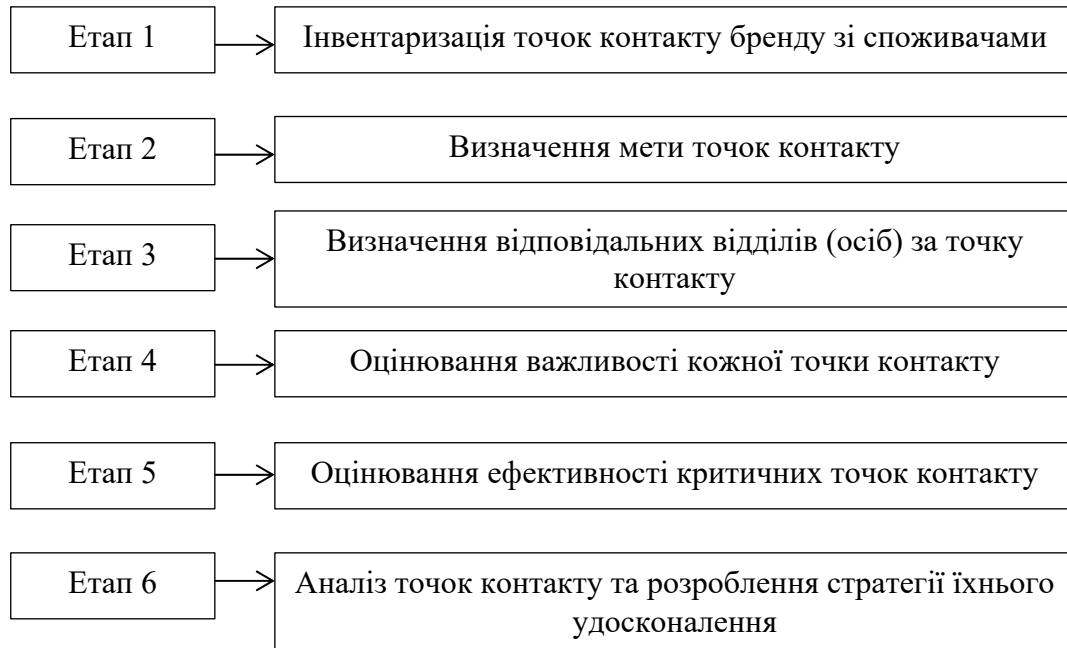 Етап 1
Інвентаризація точок контакту бренду зі споживачами
Етап 2
Визначення мети точок контакту
Етап 3
Визначення відповідальних відділів (осіб) за точку
контакту
Етап 4
Оцінювання важливості кожної точки контакту
Етап 5
Оцінювання ефективності критичних точок контакту
Етап 6
Аналіз точок контакту та розроблення стратегії їхнього
удосконалення